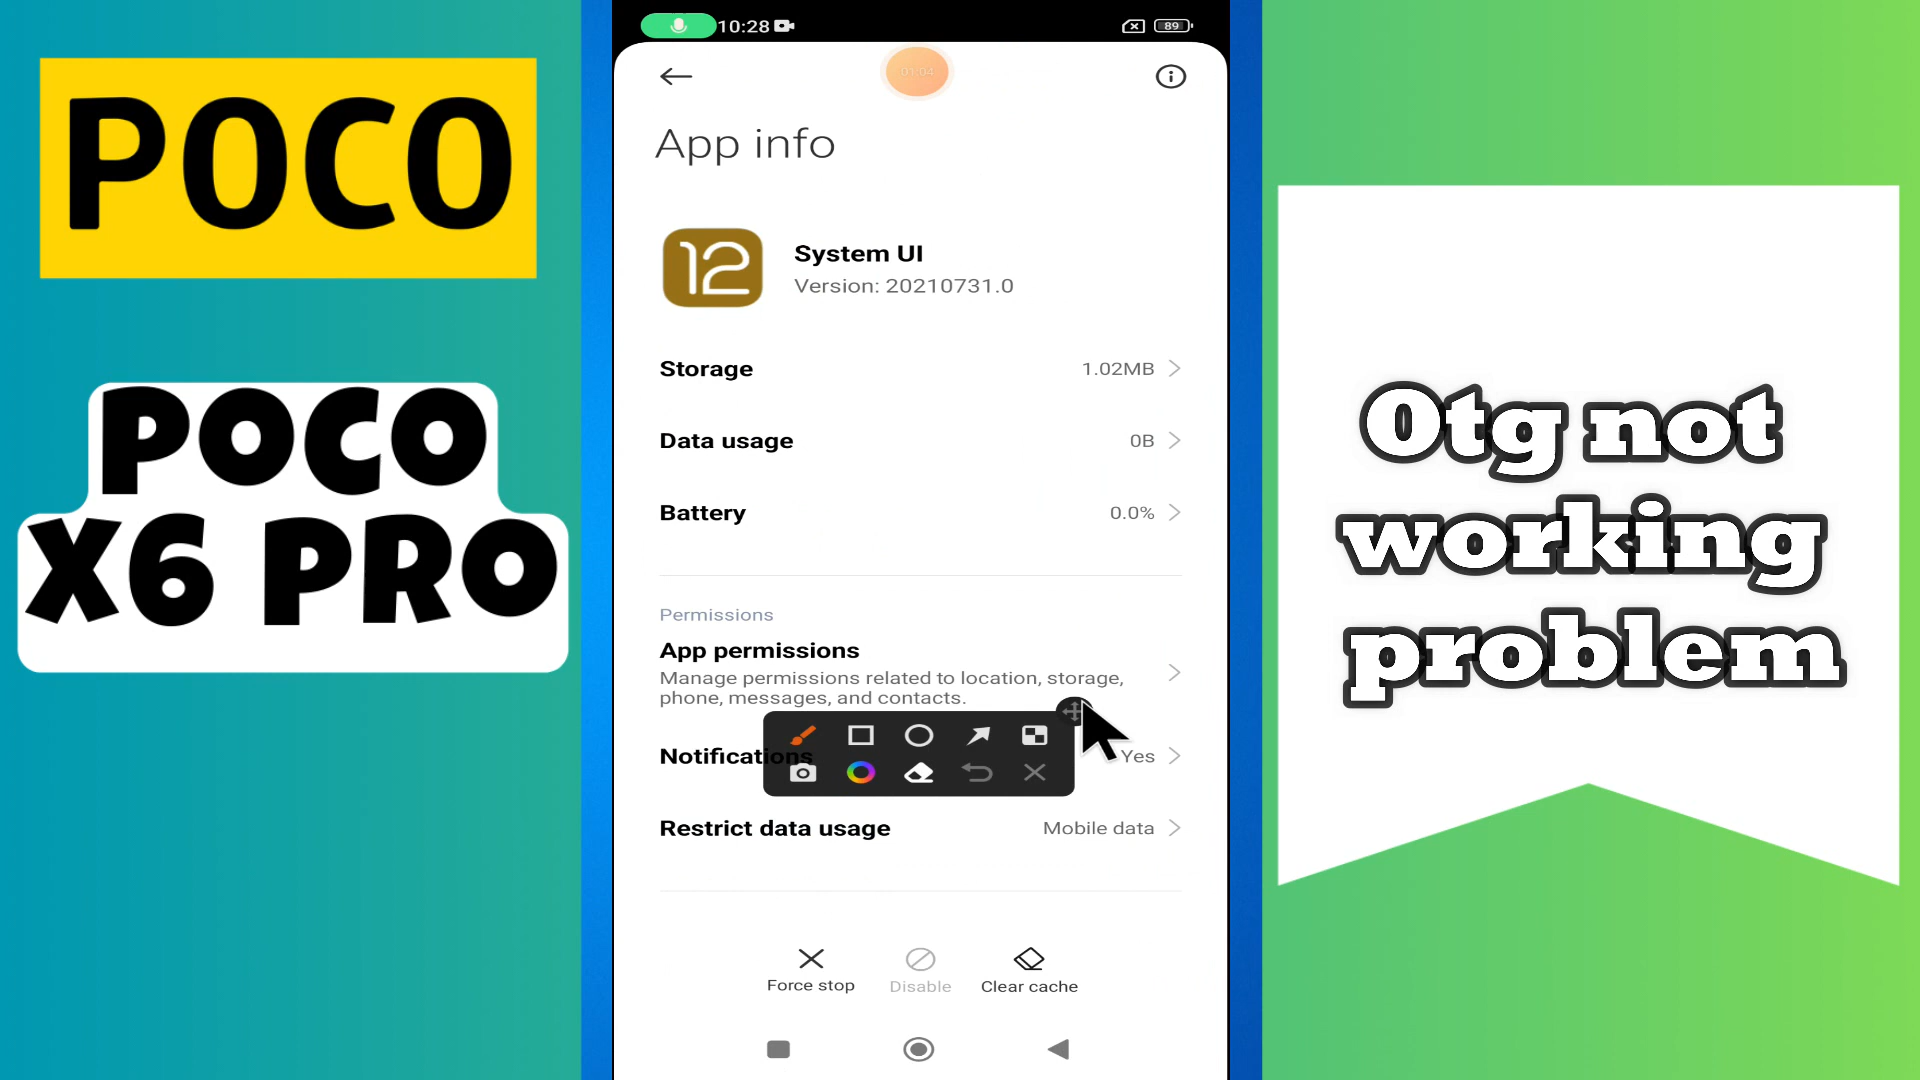 POCO
POCO
X6 PRO
10:28
89
01:04
App info
12
System UI
Version: 20210731.0
Storage 1.02MB
Data usage 0B
Battery 0.0%
Permissions
App permissions
Manage permissions related to location, storage,
phone, messages, and contacts.
Notifications Yes
Restrict data usage Mobile data
Force stop Disable Clear cache
Otg not
working
problem